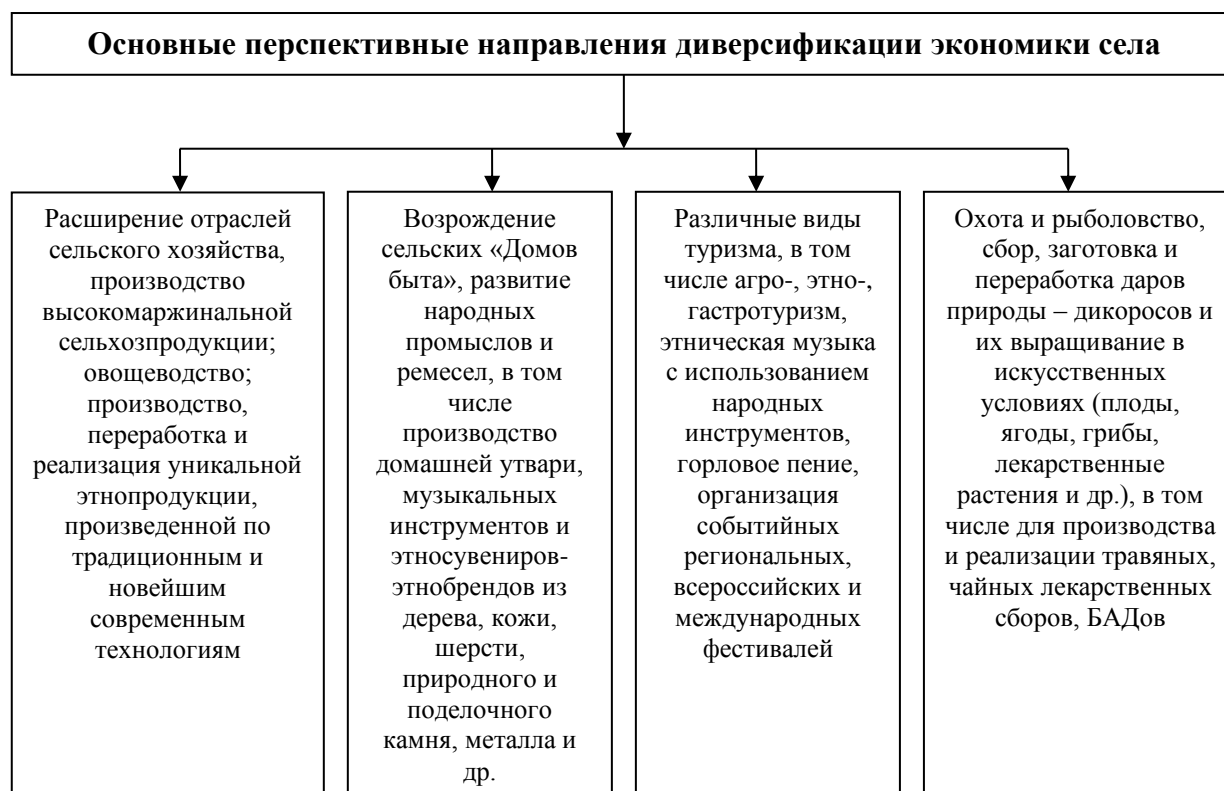 Основные перспективные направления диверсификации экономики села
Расширение отраслей
сельского хозяйства,
производство
высокомаржинальной
сельхозпродукции;
овощеводство;
производство,
переработка и
реализация уникальной
этнопродукции,
произведенной по
традиционным и
новейшим
современным
технологиям
Возрождение
сельских «Домов
быта», развитие
народных
промыслов и
ремесел, в том
числе
производство
домашней утвари,
музыкальных
инструментов и
этносувениров-
этнобрендов из
дерева, кожи,
шерсти,
природного и
поделочного
камня, металла и
др.
Различные виды
туризма, в том
числе агро-, этно-,
гастротуризм,
этническая музыка
с использованием
народных
инструментов,
горловое пение,
организация
событийных
региональных,
всероссийских и
международных
фестивалей
Охота и рыболовство,
сбор, заготовка и
переработка даров
природы – дикоросов и
их выращивание в
искусственных
условиях (плоды,
ягоды, грибы,
лекарственные
растения и др.), в том
числе для производства
и реализации травяных,
чайных лекарственных
сборов, БАДов